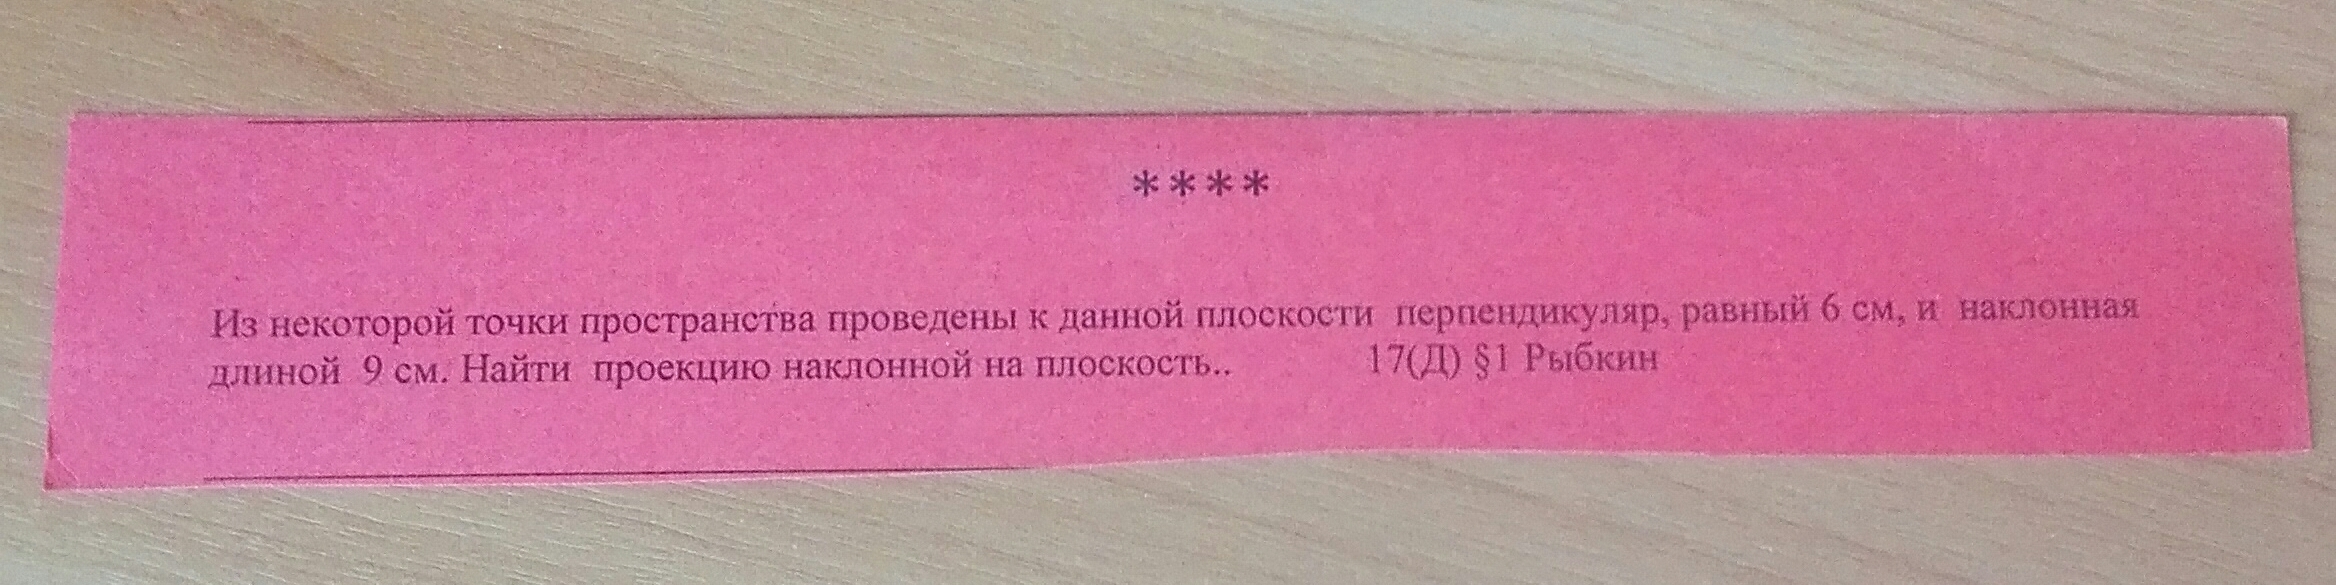 ****
Из некоторой точки пространства проведены к данной плоскости перпендикуляр, равный 6 см, и наклонная
длиной 9 см. Найти проекцию наклонной на плоскость.. 17(Д) §1 Рыбкин